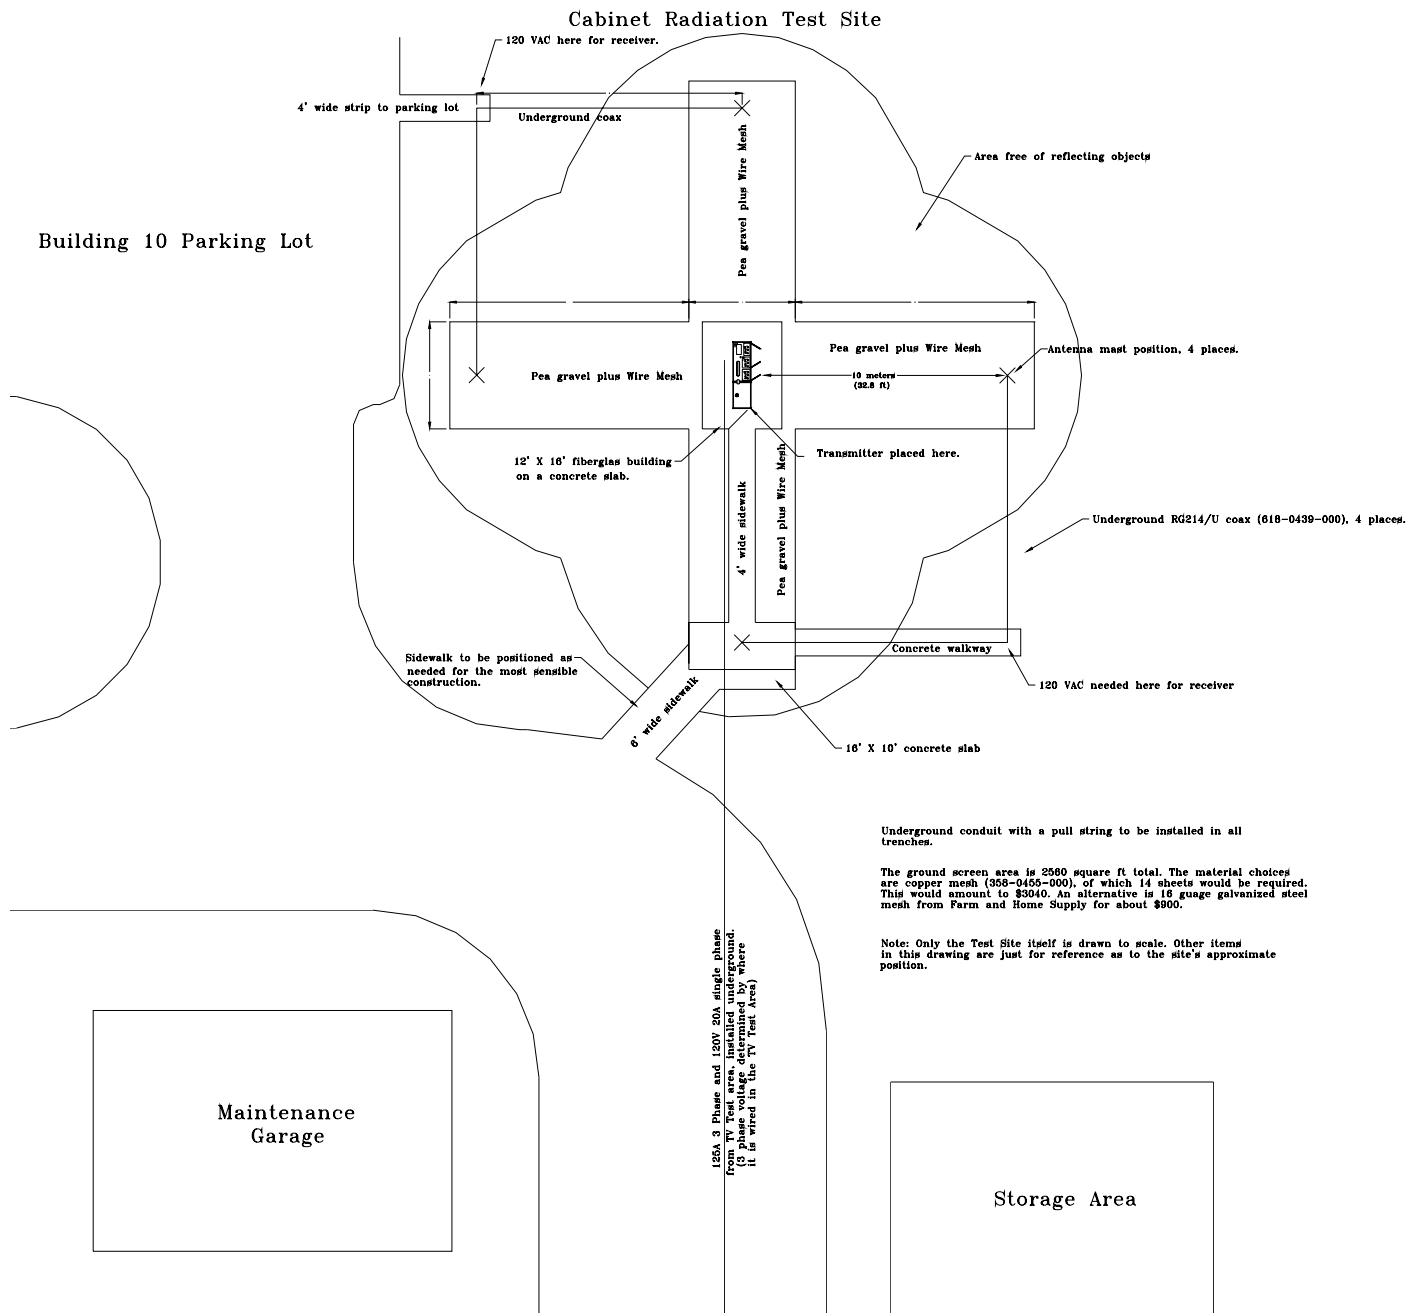 Cabinet Radiation Test Site
120 VAC here for receiver.
4' wide strip to parking lot
Underground coax
Pea gravel plus Wire Mesh
Area free of reflecting objects
Building 10 Parking Lot
Pea gravel plus Wire Mesh
Antenna mast position, 4 places.
Pea gravel plus Wire Mesh
10 meters
(32.8 ft)
12' X 16' fiberglas building
on a concrete slab.
Transmitter placed here.
4' wide sidewalk
Pea gravel plus Wire Mesh
Underground RG214/U coax (618-0439-000), 4 places.
Concrete walkway
Sidewalk to be positioned as
needed for the most sensible
construction.
6' wide sidewalk
120 VAC needed here for receiver
16' X 10' concrete slab
Underground conduit with a pull string to be installed in all
trenches.
The ground screen area is 2560 square ft total. The material choices
are copper mesh (358-0455-000), of which 14 sheets would be required.
This would amount to $3040. An alternative is 16 guage galvanized steel
mesh from Farm and Home Supply for about $900.
Note: Only the Test Site itself is drawn to scale. Other items
in this drawing are just for reference as to the site's approximate
position.
125A 3 Phase and 120V 20A single phase
from TV Test area, installed underground.
(3 phase voltage determined by where
it is wired in the TV Test Area)
Maintenance
Garage
Storage Area